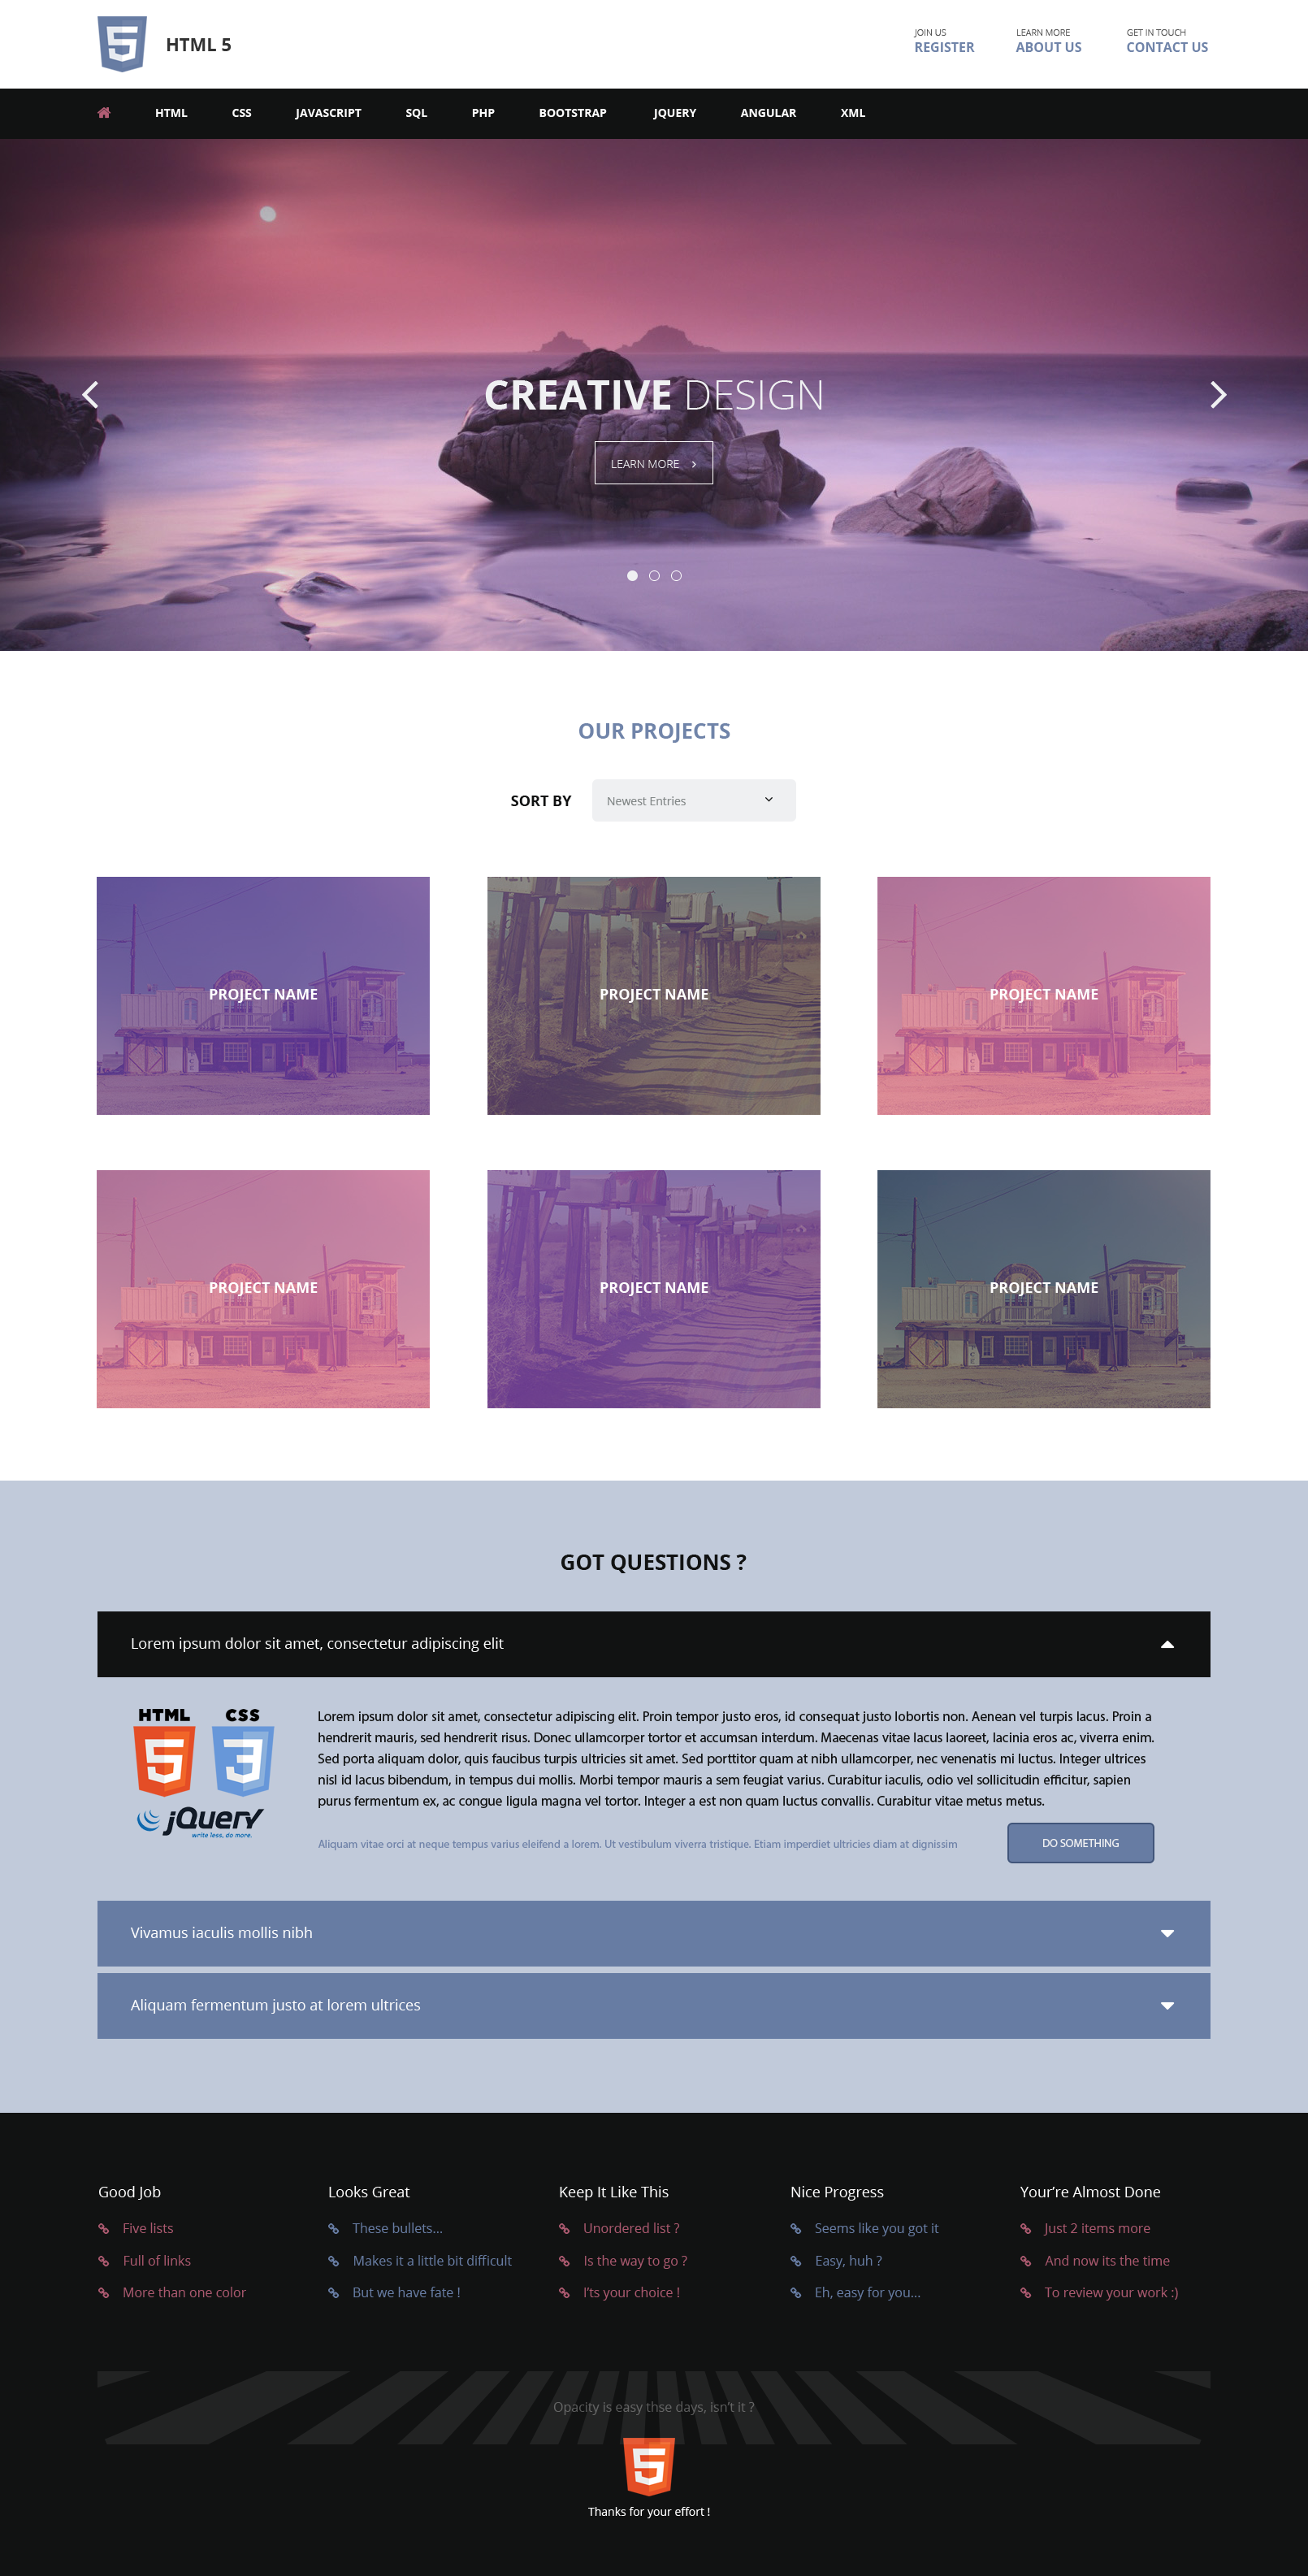 HTML 5
JOIN US
REGISTER
LEARN MORE
ABOUT US
GET IN TOUCH
CONTACT US
HTML CSS JAVASCRIPT SQL PHP BOOTSTRAP JQUERY ANGULAR XML
CREATIVE DESIGN
LEARN MORE
OUR PROJECTS
SORT BY
Newest Entries
PROJECT NAME
PROJECT NAME
PROJECT NAME
PROJECT NAME
PROJECT NAME
PROJECT NAME
GOT QUESTIONS ?
Lorem ipsum dolor sit amet, consectetur adipiscing elit
HTML CSS
5 3
jQuery
write less, do more.
Lorem ipsum dolor sit amet, consectetur adipiscing elit. Proin tempor justo eros, id consequat justo lobortis non. Aenean vel turpis lacus. Proin a
hendrerit mauris, sed hendrerit risus. Donec ullamcorper tortor et accumsan interdum. Maecenas vitae lacus laoreet, lacinia eros ac, viverra enim.
Sed porta aliquam dolor, quis faucibus turpis ultricies sit amet. Sed porttitor quam at nibh ullamcorper, nec venenatis mi luctus. Integer ultrices
nisl id lacus bibendum, in tempus dui mollis. Morbi tempor mauris a sem feugiat varius. Curabitur iaculis, odio vel sollicitudin efficitur, sapien
purus fermentum ex, ac congue ligula magna vel tortor. Integer a est non quam luctus convallis. Curabitur vitae metus metus.
Aliquam vitae orci at neque tempus varius eleifend a lorem. Ut vestibulum viverra tristique. Etiam imperdiet ultricies diam at dignissim
DO SOMETHING
Vivamus iaculis mollis nibh
Aliquam fermentum justo at lorem ultrices
Good Job
Five lists
Full of links
More than one color
Looks Great
These bullets...
Makes it a little bit difficult
But we have fate !
Keep It Like This
Unordered list ?
Is the way to go ?
I'ts your choice !
Nice Progress
Seems like you got it
Easy, huh ?
Eh, easy for you...
Your're Almost Done
Just 2 items more
And now its the time
To review your work :)
Opacity is easy thse days, isn't it ?
5
Thanks for your effort !